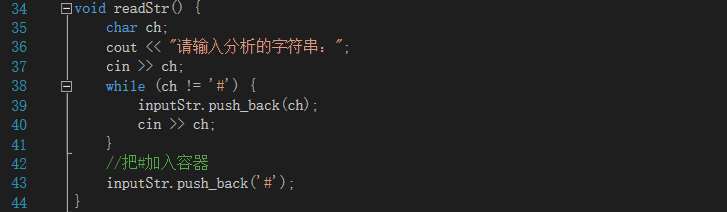 34 void readStr() {
35 char ch;
36 cout << "请输入分析的字符串：";
37 cin >> ch;
38 while (ch != '#') {
39 inputStr.push_back(ch);
40 cin >> ch;
41 }
42 //把#加入容器
43 inputStr.push_back('#');
44 }